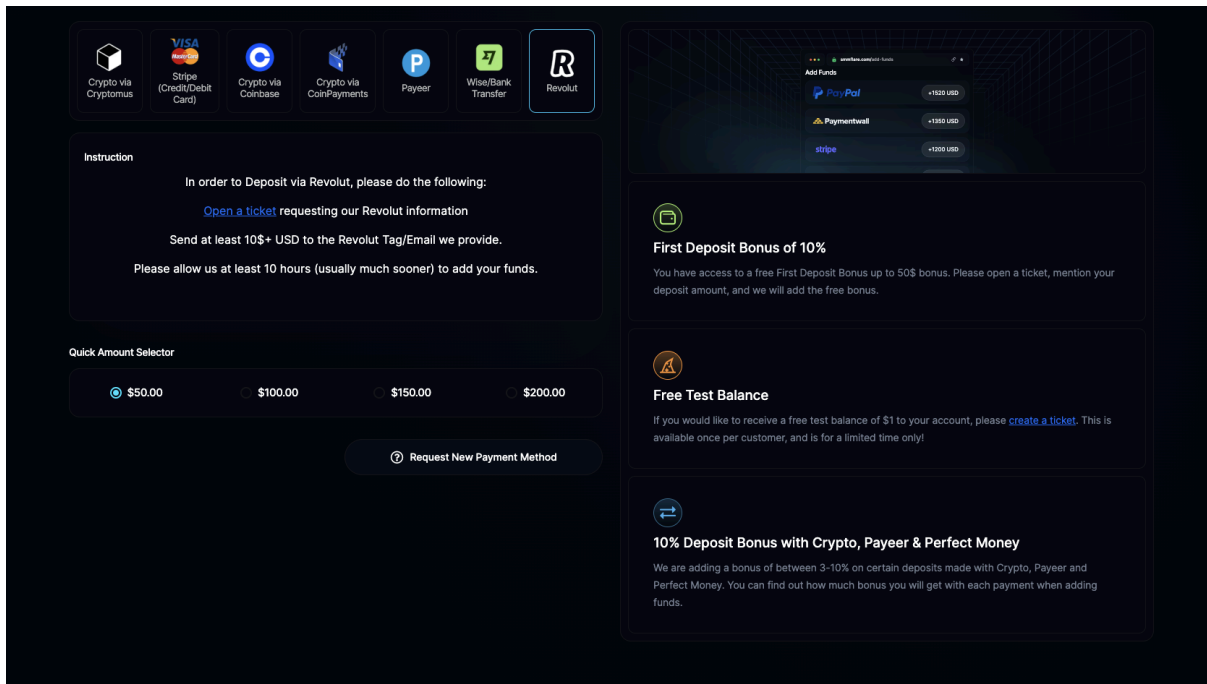 Crypto via
Cryptomus
VISA
MasterCard
Stripe
(Credit/Debit
Card)
Crypto via
Coinbase
Crypto via
CoinPayments
P
Payeer
Wise/Bank
Transfer
R
Revolut
Instruction
In order to Deposit via Revolut, please do the following:
Open a ticket requesting our Revolut information
Send at least 10$+ USD to the Revolut Tag/Email we provide.
Please allow us at least 10 hours (usually much sooner) to add your funds.
Quick Amount Selector
$50.00 $100.00 $150.00 $200.00
Request New Payment Method
smmflare.com/add-funds
Add Funds
PayPal +1520 USD
Paymentwall +1350 USD
stripe +1200 USD
First Deposit Bonus of 10%
You have access to a free First Deposit Bonus up to 50$ bonus. Please open a ticket, mention your
deposit amount, and we will add the free bonus.
Free Test Balance
If you would like to receive a free test balance of $1 to your account, please create a ticket. This is
available once per customer, and is for a limited time only!
10% Deposit Bonus with Crypto, Payeer & Perfect Money
We are adding a bonus of between 3-10% on certain deposits made with Crypto, Payeer and
Perfect Money. You can find out how much bonus you will get with each payment when adding
funds.